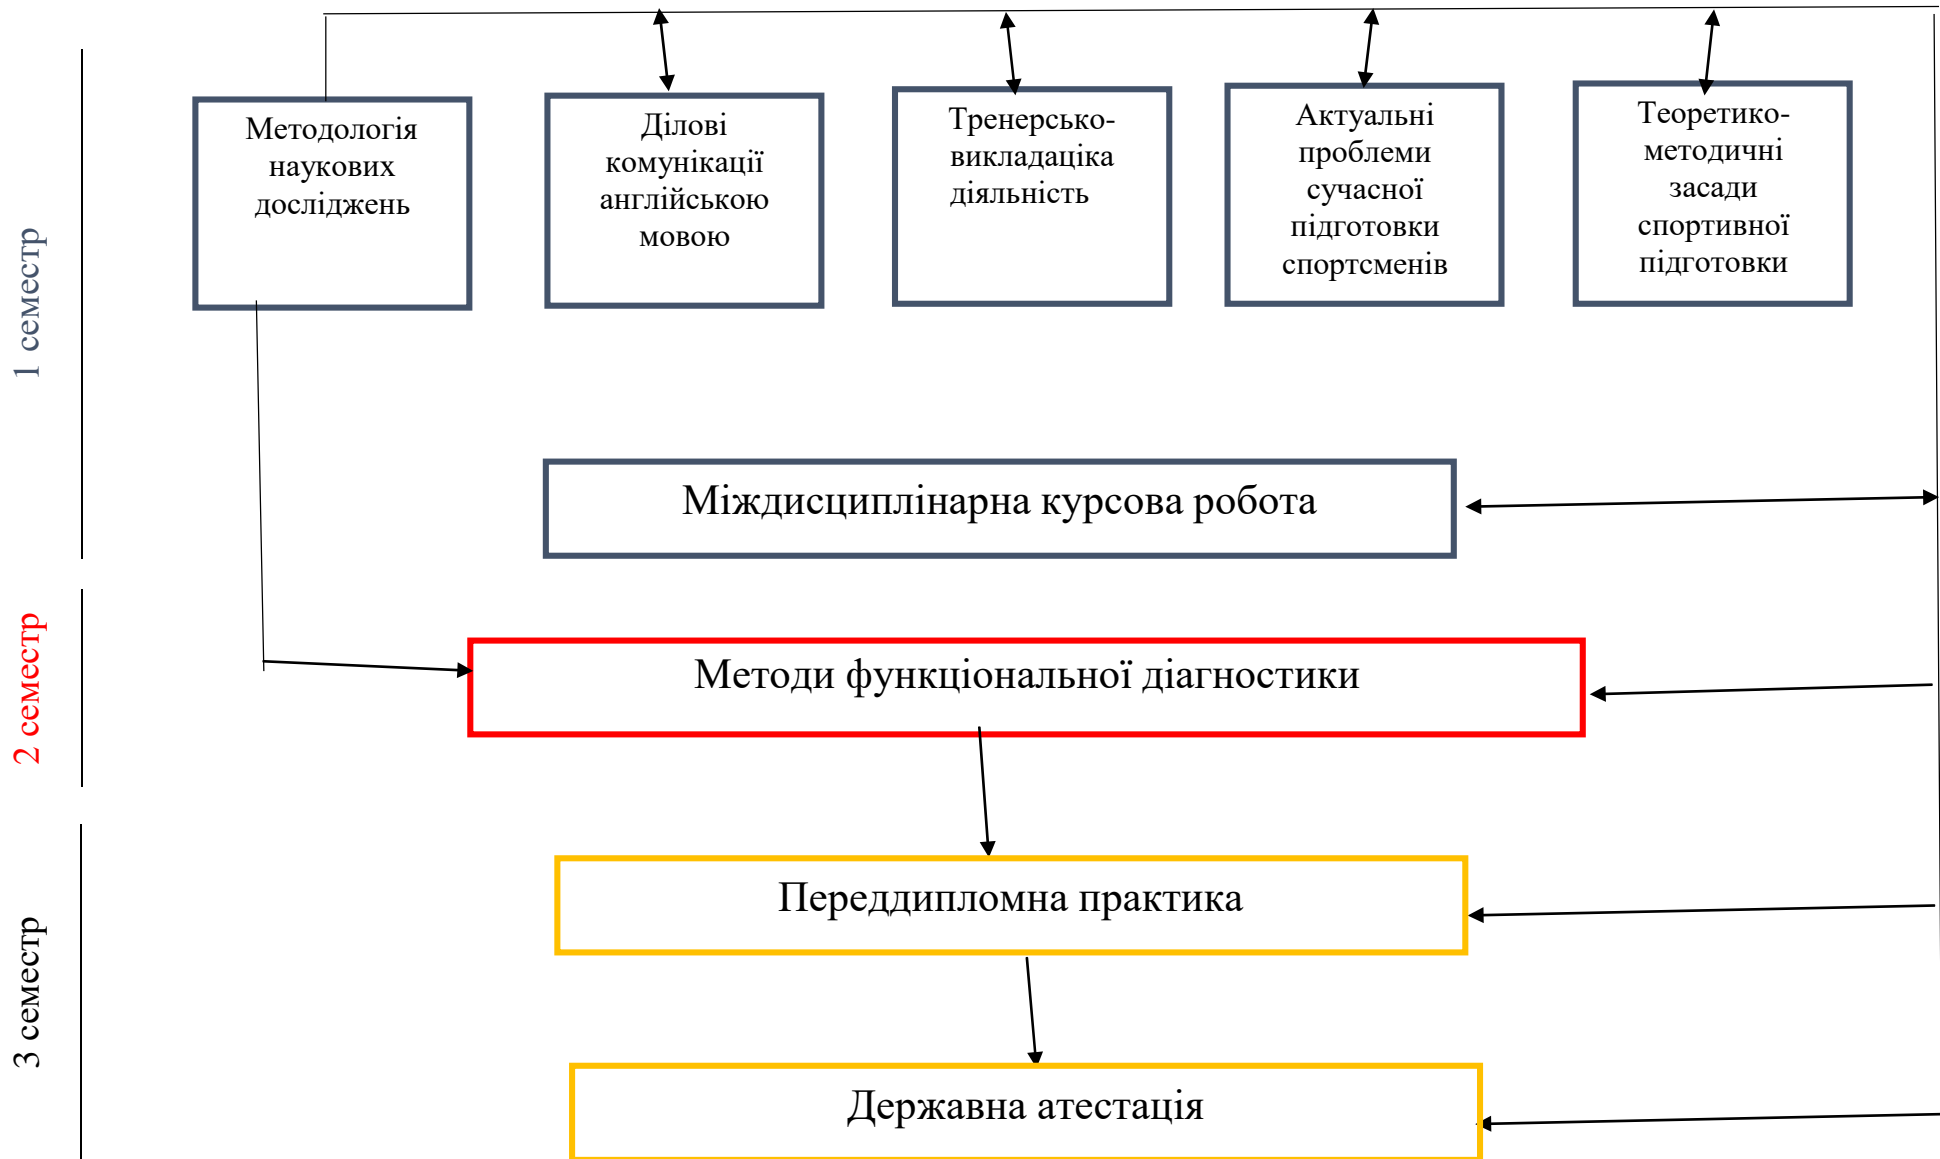 1 семестр
Методологія
наукових
досліджень
Ділові
комунікації
англійською
мовою
Тренерсько-
викладаціка
діяльність
Актуальні
проблеми
сучасної
підготовки
спортсменів
Теоретико-
методичні
засади
спортивної
підготовки
Міждисциплінарна курсова робота
2 семестр
Методи функціональної діагностики
3 семестр
Переддипломна практика
Державна атестація